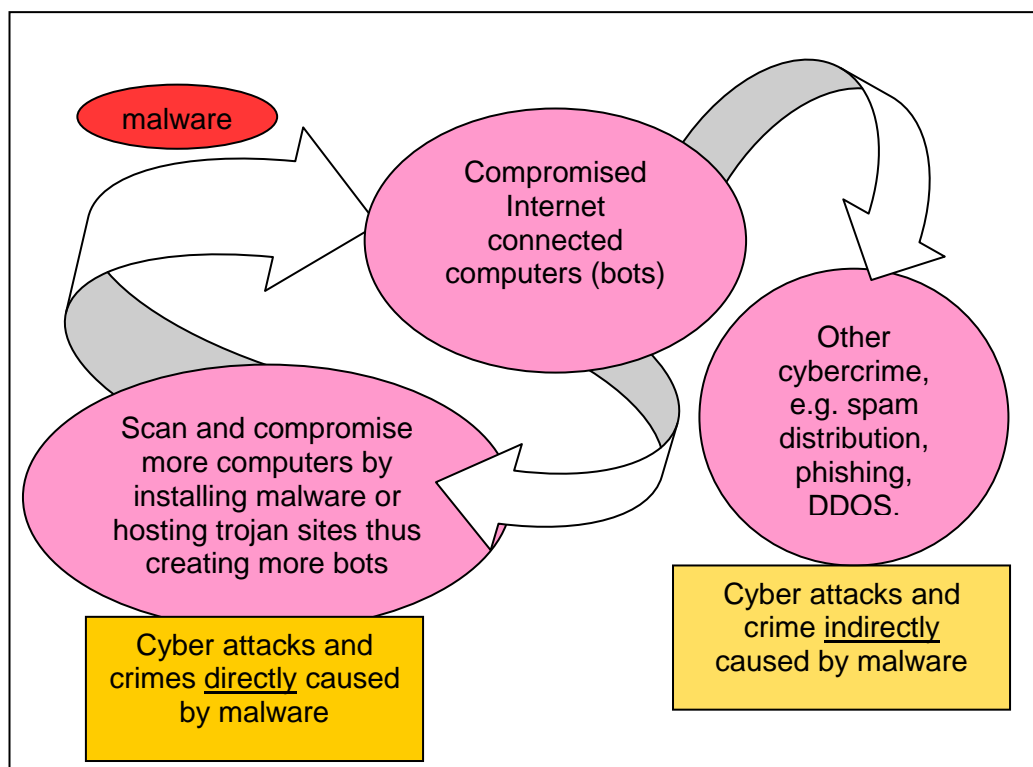 malware
Compromised
Internet
connected
computers (bots)
Other
cybercrime,
e.g. spam
distribution,
phishing,
DDOS.
Scan and compromise
more computers by
installing malware or
hosting trojan sites thus
creating more bots
Cyber attacks and
crime indirectly
caused by malware
Cyber attacks and
crimes directly caused
by malware